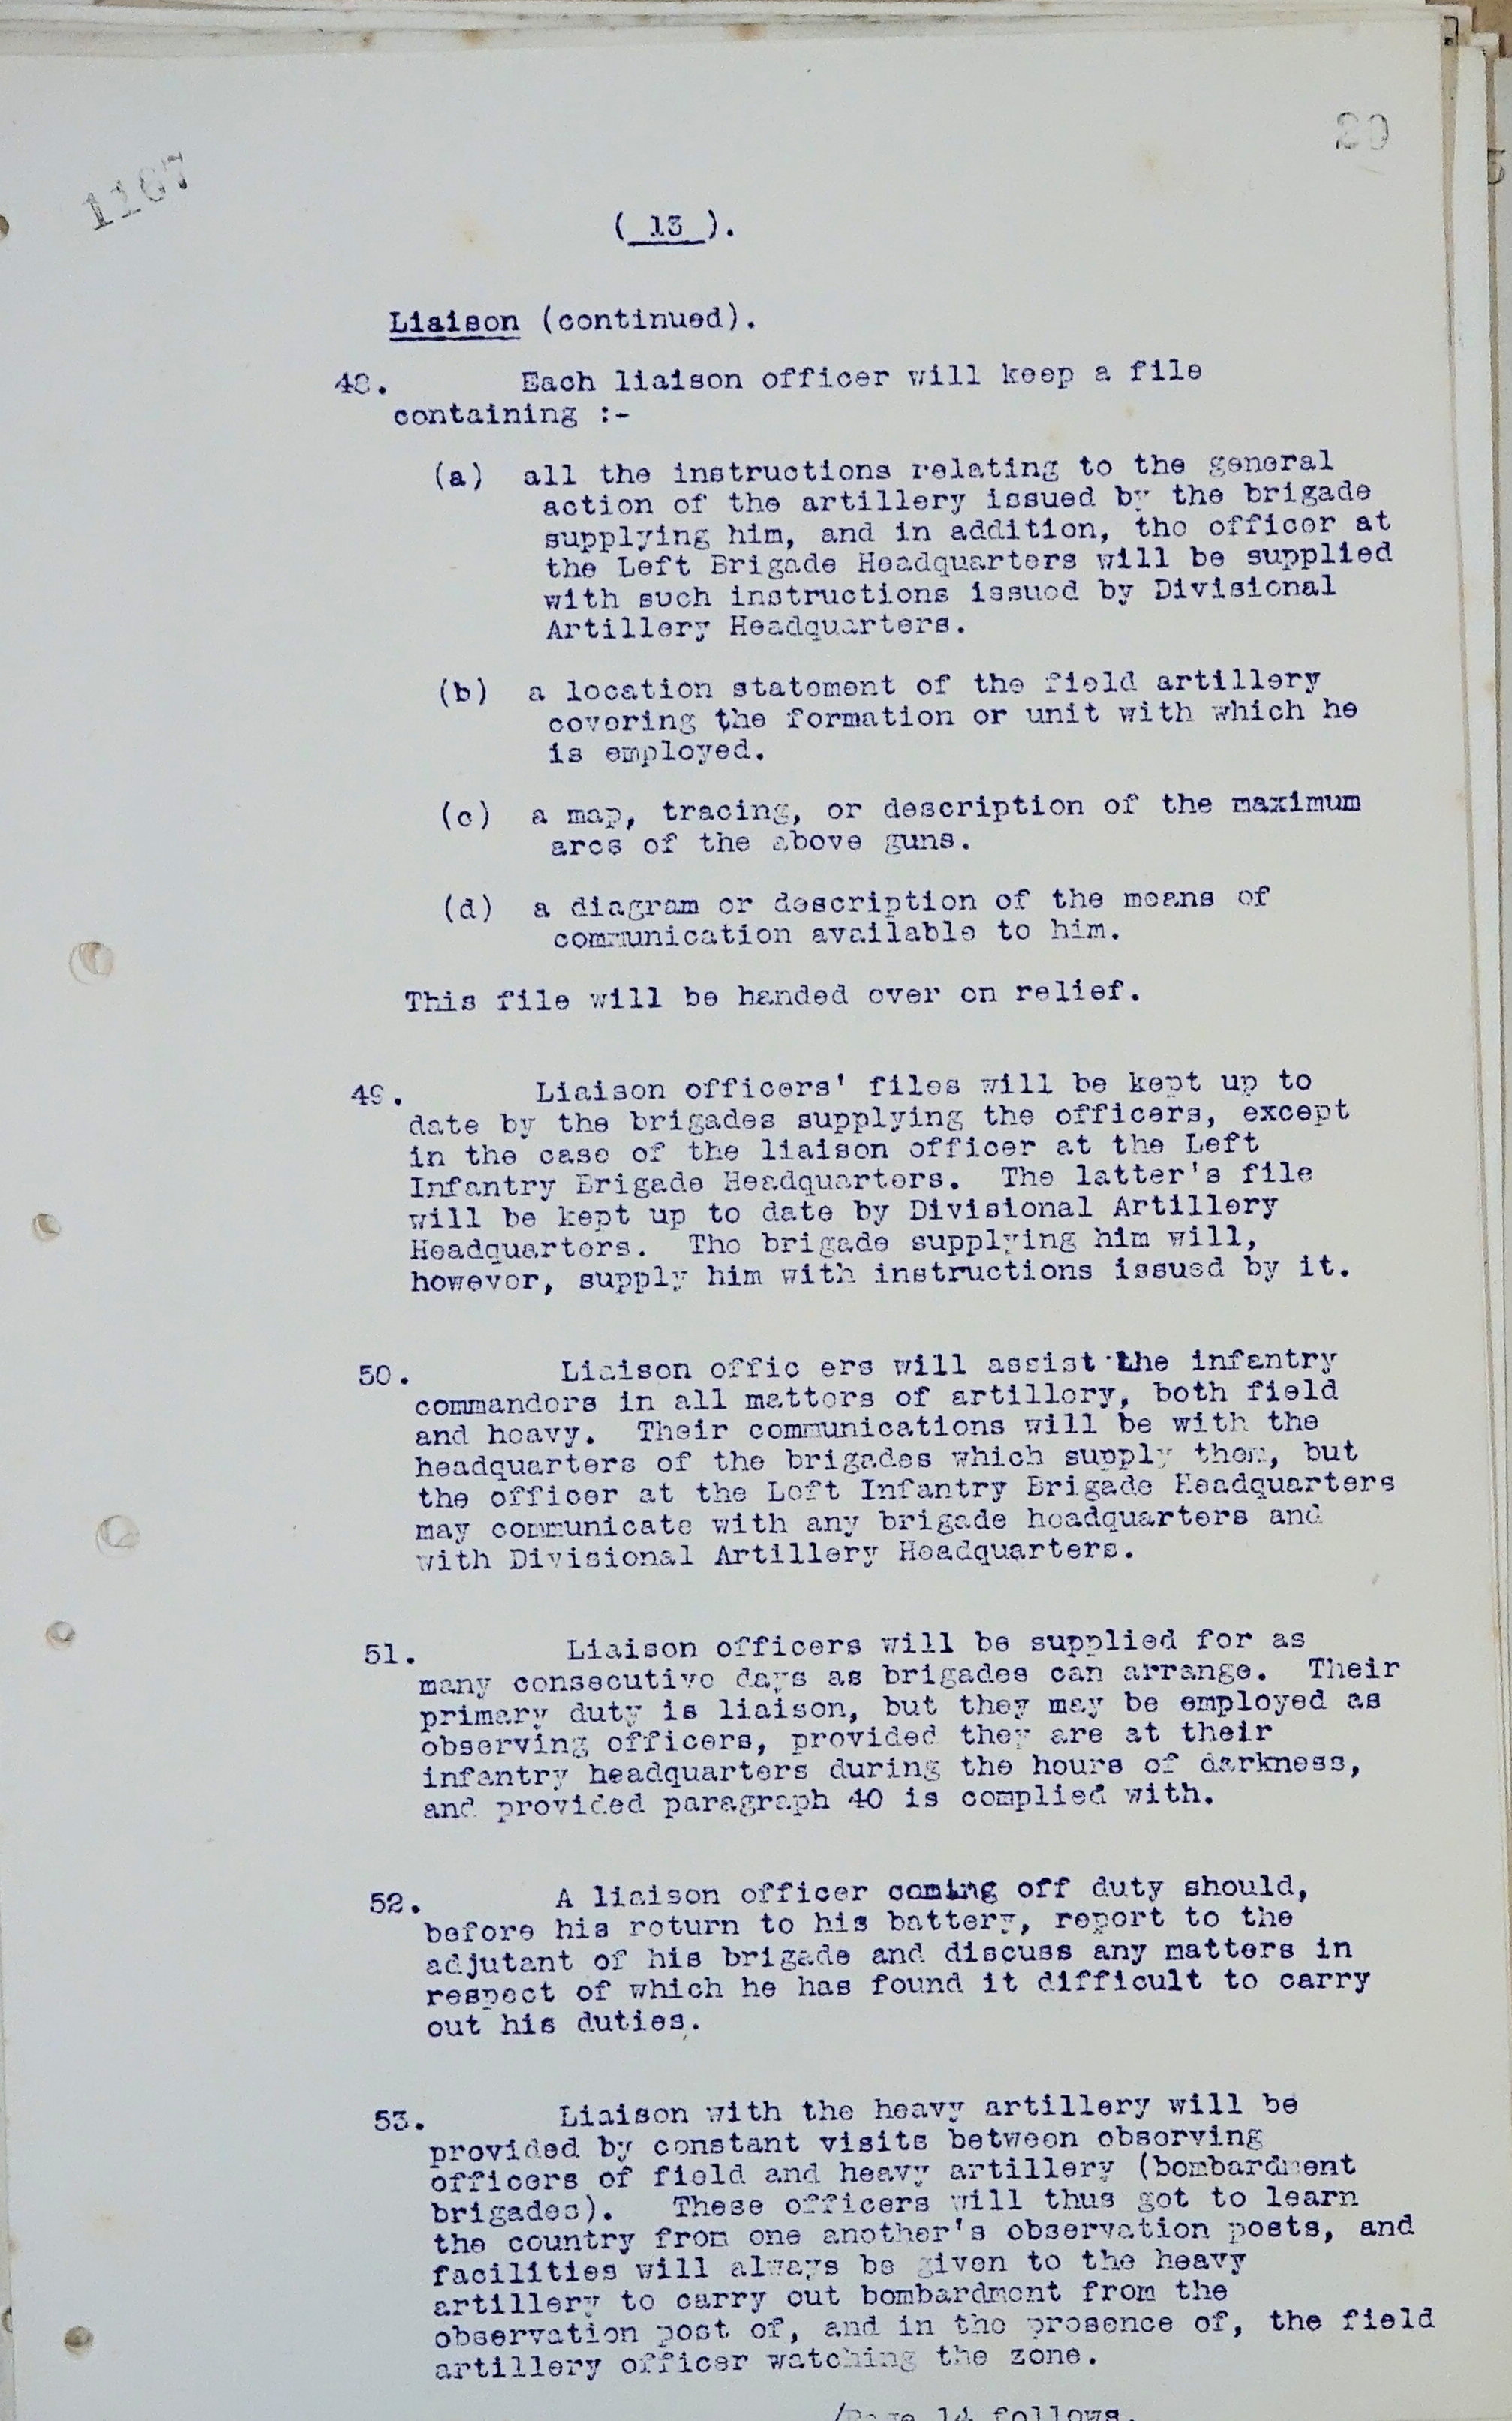 20
1187
( 13 ).
Liaison (continued).
48. Each liaison officer will keep a file
containing :-
(a) all the instructions relating to the general
action of the artillery issued by the brigade
supplying him, and in addition, the officer at
the Left Brigade Headquarters will be supplied
with such instructions issued by Divisional
Artillery Headquarters.
(b) a location statement of the field artillery
covering the formation or unit with which he
is employed.
(c) a map, tracing, or description of the maximum
arcs of the above guns.
(d) a diagram or description of the means of
communication available to him.
This file will be handed over on relief.
49. Liaison officers' files will be kept up to
date by the brigades supplying the officers, except
in the case of the liaison officer at the Left
Infantry Brigade Headquarters. The latter's file
will be kept up to date by Divisional Artillery
Headquarters. The brigade supplying him will,
however, supply him with instructions issued by it.
50. Liaison offic ers will assist the infantry
commanders in all matters of artillery, both field
and heavy. Their communications will be with the
headquarters of the brigades which supply them, but
the officer at the Left Infantry Brigade Headquarters
may communicate with any brigade headquarters and
with Divisional Artillery Headquarters.
51. Liaison officers will be supplied for as
many consecutive days as brigades can arrange. Their
primary duty is liaison, but they may be employed as
observing officers, provided they are at their
infantry headquarters during the hours of darkness,
and provided paragraph 40 is complied with.
52. A liaison officer coming off duty should,
before his return to his battery, report to the
adjutant of his brigade and discuss any matters in
respect of which he has found it difficult to carry
out his duties.
53. Liaison with the heavy artillery will be
provided by constant visits between observing
officers of field and heavy artillery (bombardment
brigades). These officers will thus get to learn
the country from one another's observation posts, and
facilities will always be given to the heavy
artillery to carry out bombardment from the
observation post of, and in the presence of, the field
artillery officer watching the zone.
/Page 14 follows.